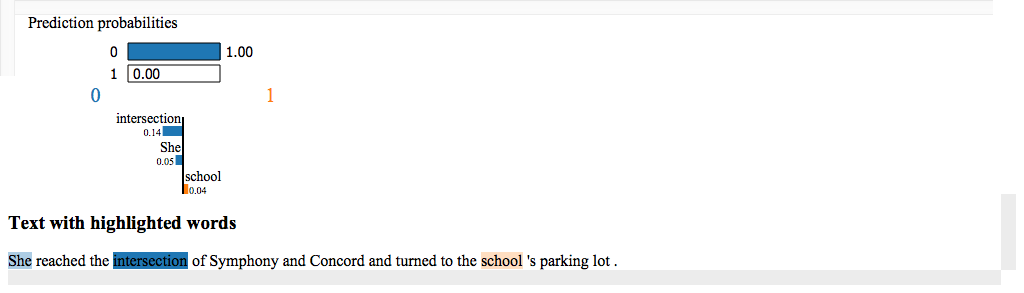 Prediction probabilities
0 1.00
1 0.00
0 1
intersection
0.14
She
0.05
school
0.04
Text with highlighted words
She reached the intersection of Symphony and Concord and turned to the school 's parking lot .